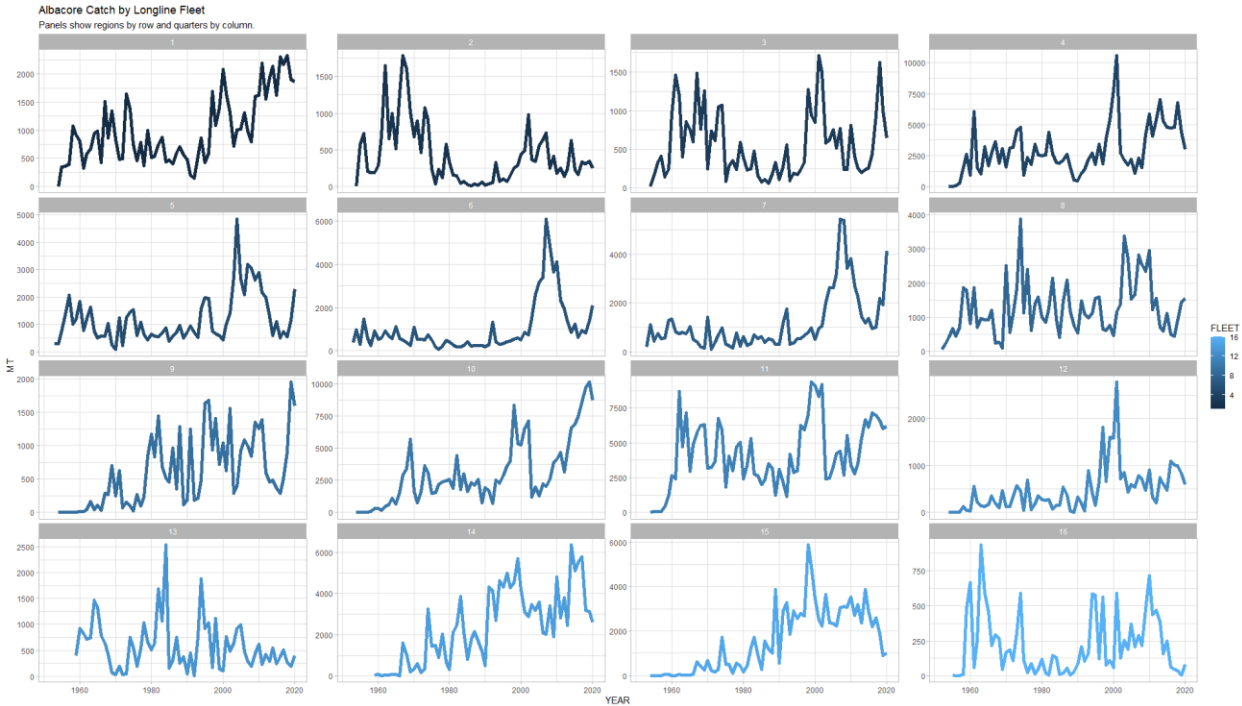 Albacore Catch by Longline Fleet
Panels show regions by row and quarters by column.
1 2 3 4
2000 1500 10000
1500 1500 7500
1000 1000 1000 5000
500 500 500 2500
0 0 0 0
5 6 7 8
5000 6000 4000
4000 4000 3000
3000 4000 2000
2000 2000 2000 1000
1000
0 0 0 0
9 10 11 12
2000 10000
1500 7500 7500 2000
1000 5000 5000 1000
500 2500 2500
0 0 0 0
13 14 15 16
2500 6000 6000 750
2000 4000 4000 500
1500
1000 2000 2000 250
500
0 0 0 0
1960 1980 2000 2020 1960 1980 2000 2020 1960 1980 2000 2020 1960 1980 2000 2020
MT
YEAR
FLEET
16
12
8
4